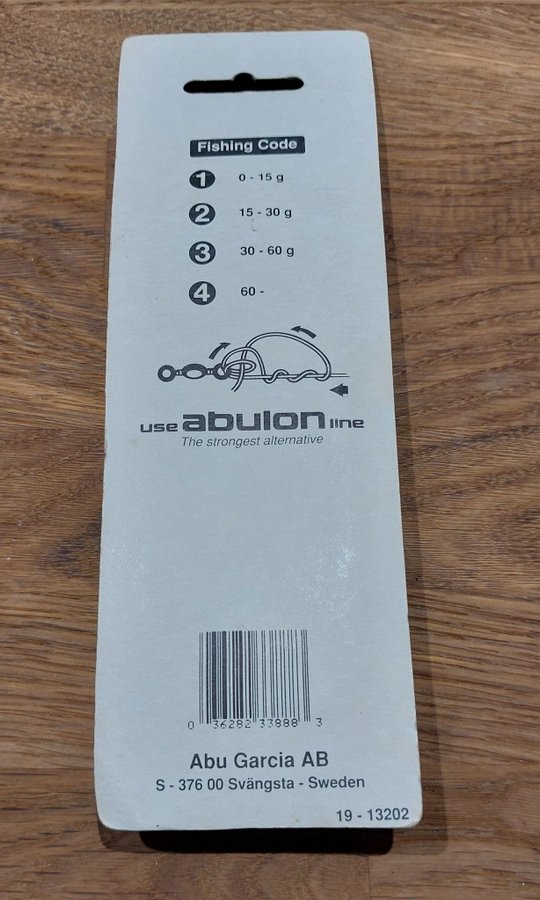 Fishing Code
1 0 - 15 g
2 15 - 30 g
3 30 - 60 g
4 60 -
use abulon line
The strongest alternative
0 36282 33888 3
Abu Garcia AB
S - 376 00 Svängsta - Sweden
19 - 13202